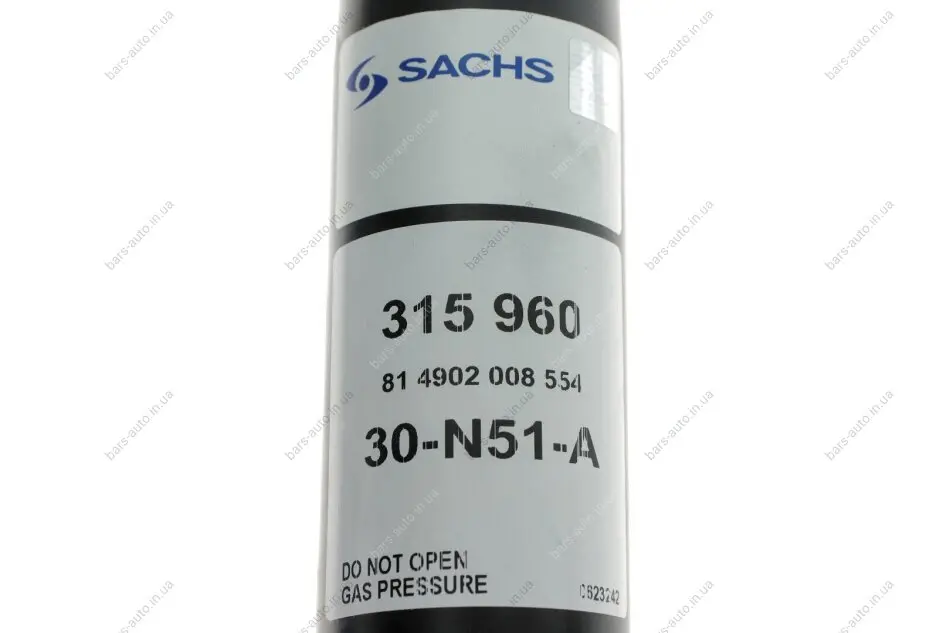 SACHS
315 960
81 4902 008 554
30-N51-A
DO NOT OPEN
GAS PRESSURE
C623242
bars-auto.in.ua